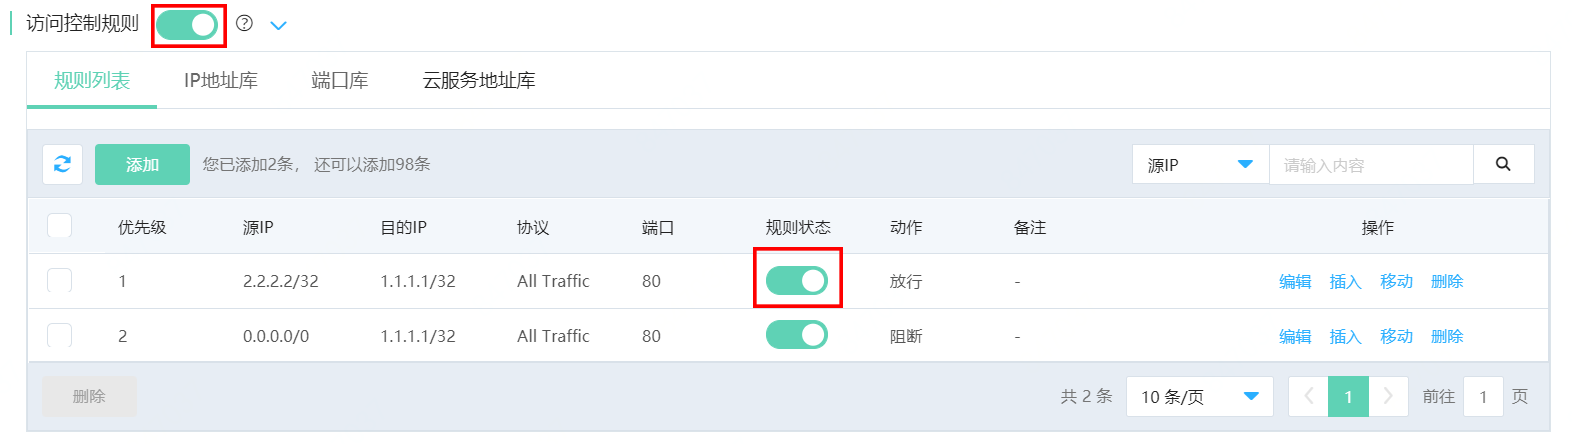 访问控制规则 ?
规则列表 IP地址库 端口库 云服务地址库
添加 您已添加2条， 还可以添加98条 源IP 请输入内容
优先级 源IP 目的IP 协议 端口 规则状态 动作 备注 操作
1 2.2.2.2/32 1.1.1.1/32 All Traffic 80 放行 - 编辑 插入 移动 删除
2 0.0.0.0/0 1.1.1.1/32 All Traffic 80 阻断 - 编辑 插入 移动 删除
删除 共 2 条 10 条/页 1 前往 1 页